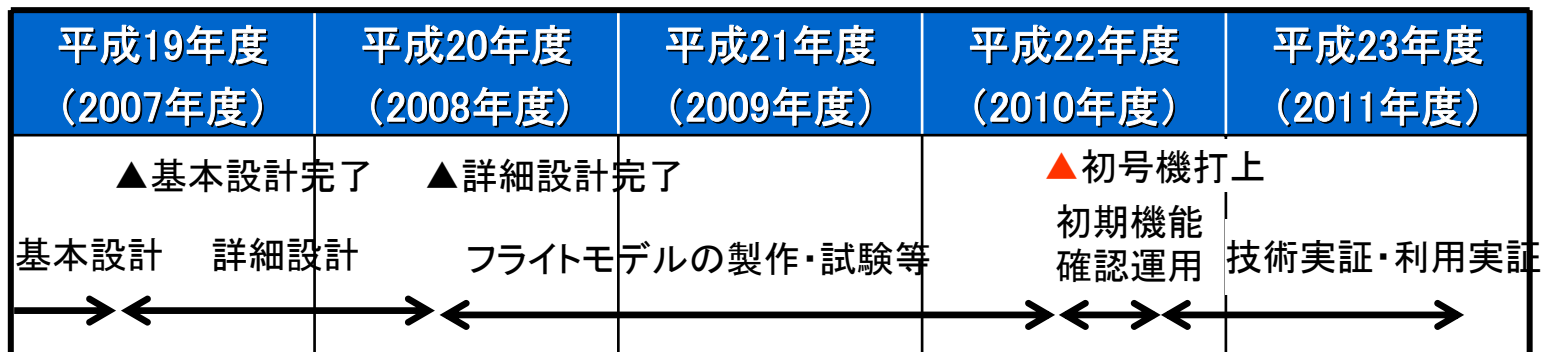 平成19年度
(2007年度)
平成20年度
(2008年度)
平成21年度
(2009年度)
平成22年度
(2010年度)
平成23年度
(2011年度)
▲基本設計完了
▲詳細設計完了
▲初号機打上
基本設計
詳細設計
フライトモデルの製作・試験等
初期機能
確認運用
技術実証・利用実証